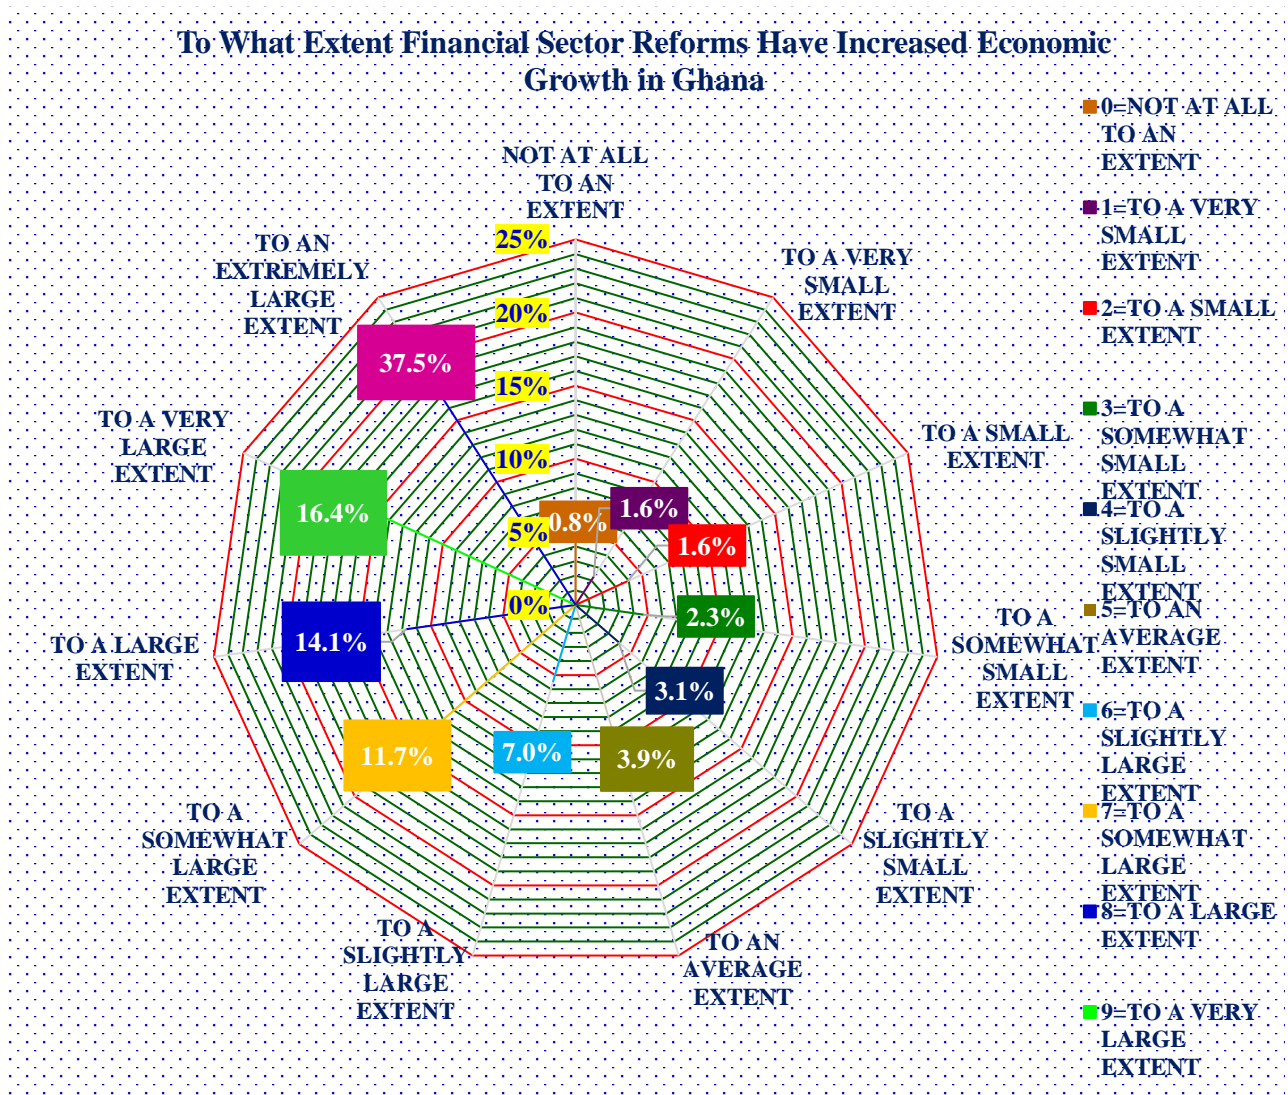 To What Extent Financial Sector Reforms Have Increased Economic
Growth in Ghana
NOT AT ALL
TO AN
EXTENT
TO A VERY
SMALL
EXTENT
TO A SMALL
EXTENT
TO A
SOMEWHAT
SMALL
EXTENT
TO A
SLIGHTLY
SMALL
EXTENT
TO AN
AVERAGE
EXTENT
TO A
SLIGHTLY
LARGE
EXTENT
TO A
SOMEWHAT
LARGE
EXTENT
TO A LARGE
EXTENT
TO A VERY
LARGE
EXTENT
TO AN
EXTREMELY
LARGE
EXTENT
25%
20%
15%
10%
5%
0%
0.8%
1.6%
1.6%
2.3%
3.1%
3.9%
7.0%
11.7%
14.1%
16.4%
37.5%
0=NOT AT ALL
TO AN
EXTENT
1=TO A VERY
SMALL
EXTENT
2=TO A SMALL
EXTENT
3=TO A
SOMEWHAT
SMALL
EXTENT
4=TO A
SLIGHTLY
SMALL
EXTENT
5=TO AN
AVERAGE
EXTENT
6=TO A
SLIGHTLY
LARGE
EXTENT
7=TO A
SOMEWHAT
LARGE
EXTENT
8=TO A LARGE
EXTENT
9=TO A VERY
LARGE
EXTENT